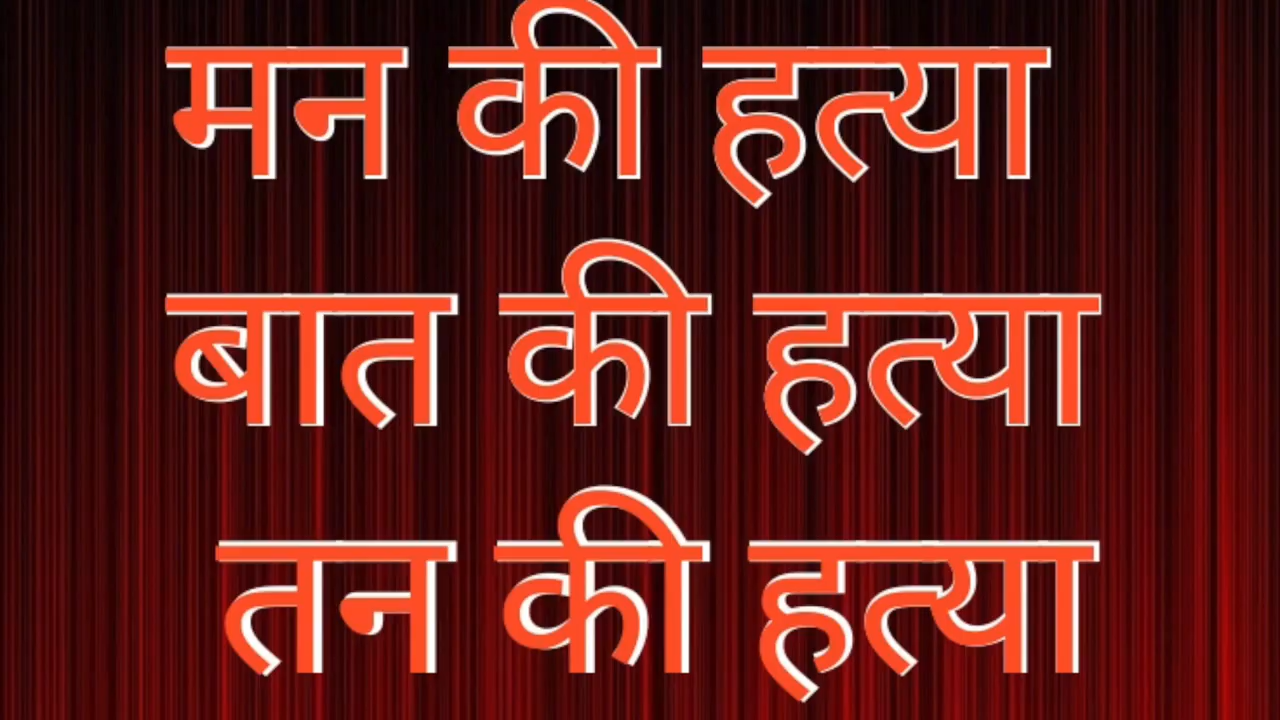 मन की हत्या
बात की हत्या
तन की हत्या